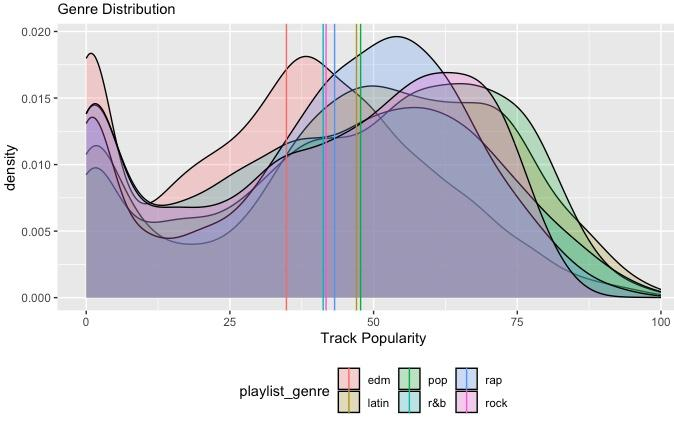 Genre Distribution
0.020
0.015
0.010
0.005
0.000
density
0 25 50 75 100
Track Popularity
playlist_genre
edm pop rap
latin r&b rock